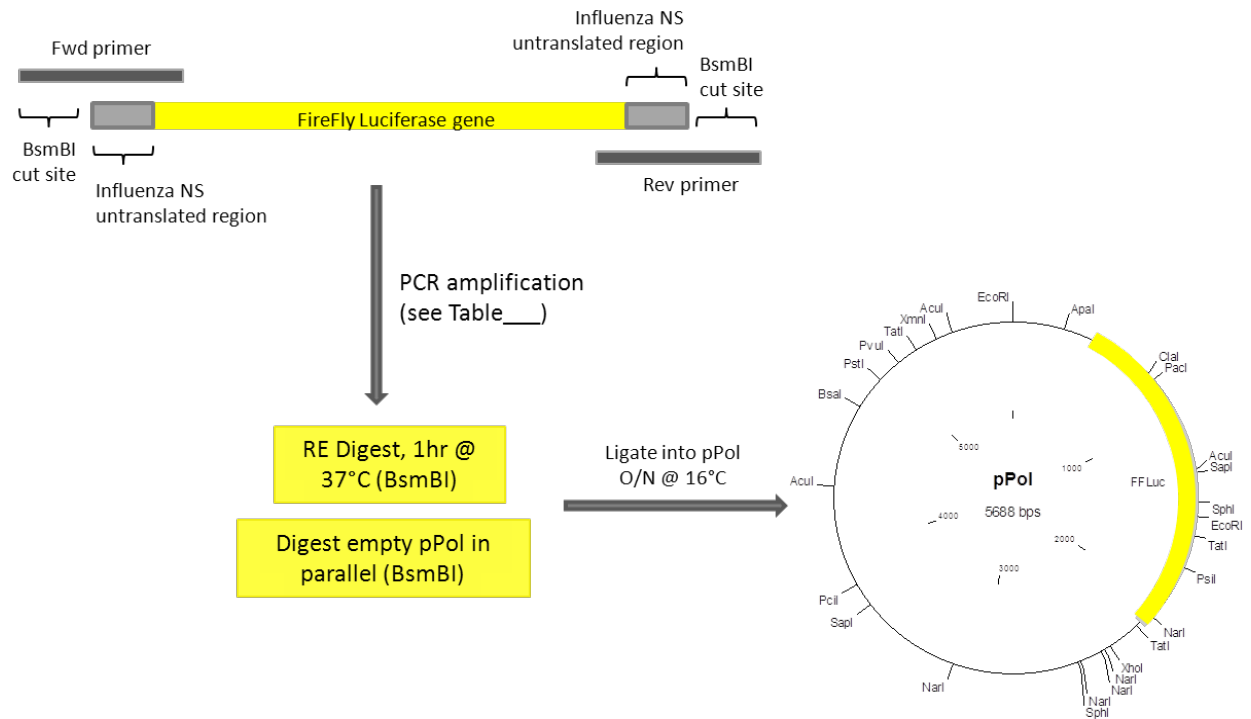 Fwd primer
Influenza NS
untranslated region
BsmBI
cut site
FireFly Luciferase gene
BsmBI
cut site
Influenza NS
untranslated region
Rev primer
PCR amplification
(see Table___)
RE Digest, 1hr @
37°C (BsmBI)
Digest empty pPol in
parallel (BsmBI)
Ligate into pPol
O/N @ 16°C
EcoRI
ApaI
AcuI
XmnI
TatI
PvuI
PstI
BsaI
AcuI
PciI
SapI
NarI
ClaI
PacI
AcuI
SapI
SphI
EcoRI
TatI
PsiI
NarI
TatI
XhoI
NarI
NarI
NarI
SphI
FFLuc
pPol
5688 bps
1
1000
2000
3000
4000
5000